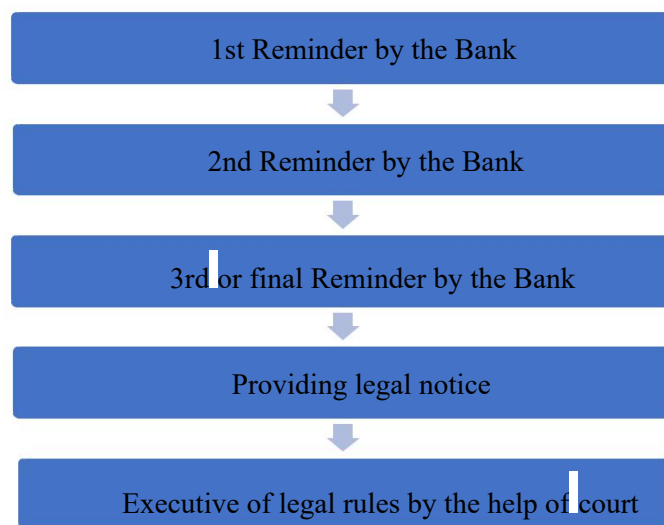 1st Reminder by the Bank
2nd Reminder by the Bank
3rd or final Reminder by the Bank
Providing legal notice
Executive of legal rules by the help of court